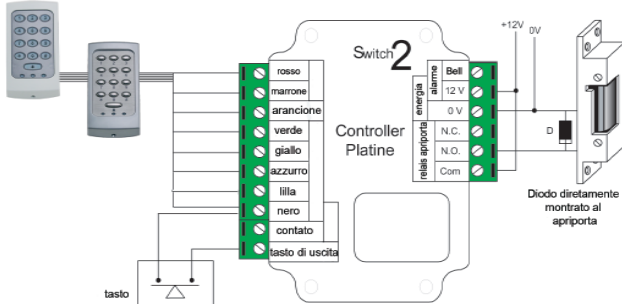 Switch2
+12V
0V
rosso
marrone
arancione
verde
giallo
azzurro
lilla
nero
contato
tasto di uscita
Controller
Platine
alarme
energia
relais apriporta
Bell
12 V
0 V
N.C.
N.O.
Com
D
Diodo diretamente
montrato al
apriporta
tasto